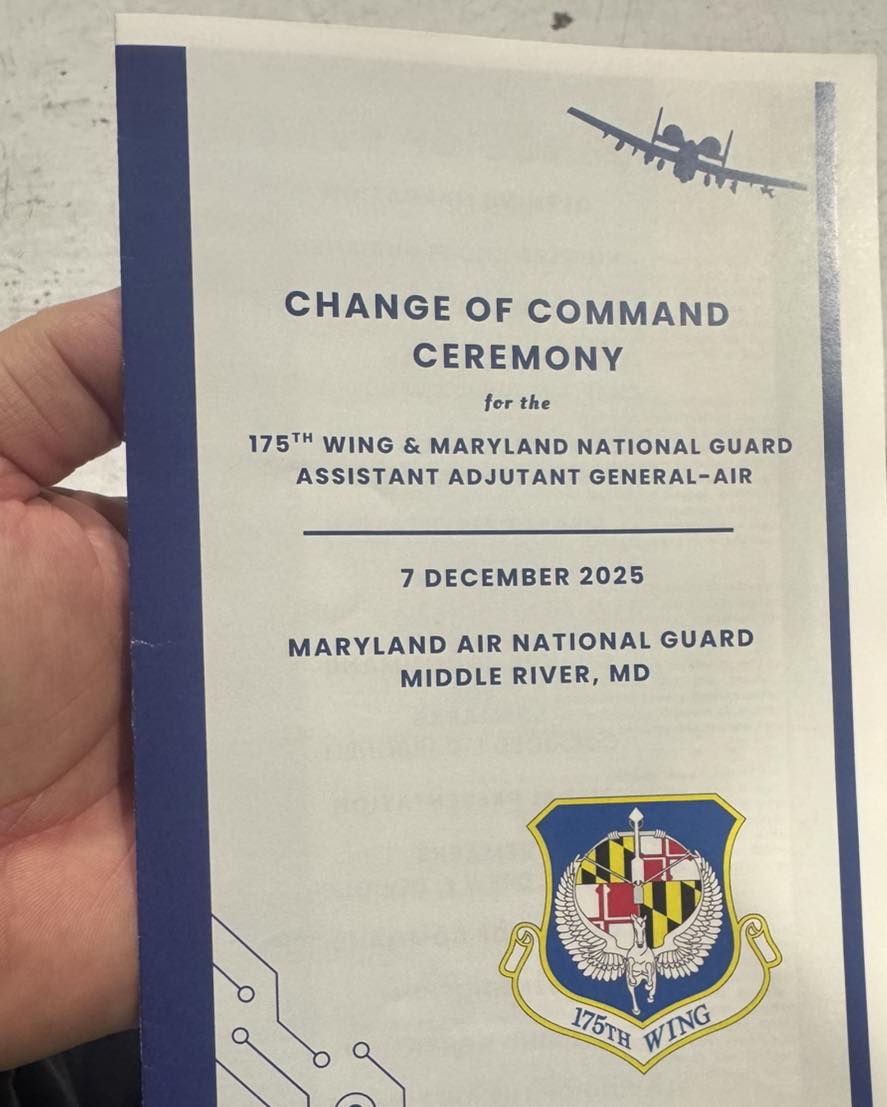 CHANGE OF COMMAND
CEREMONY
for the
175TH WING & MARYLAND NATIONAL GUARD
ASSISTANT ADJUTANT GENERAL-AIR
7 DECEMBER 2025
MARYLAND AIR NATIONAL GUARD
MIDDLE RIVER, MD
175TH WING